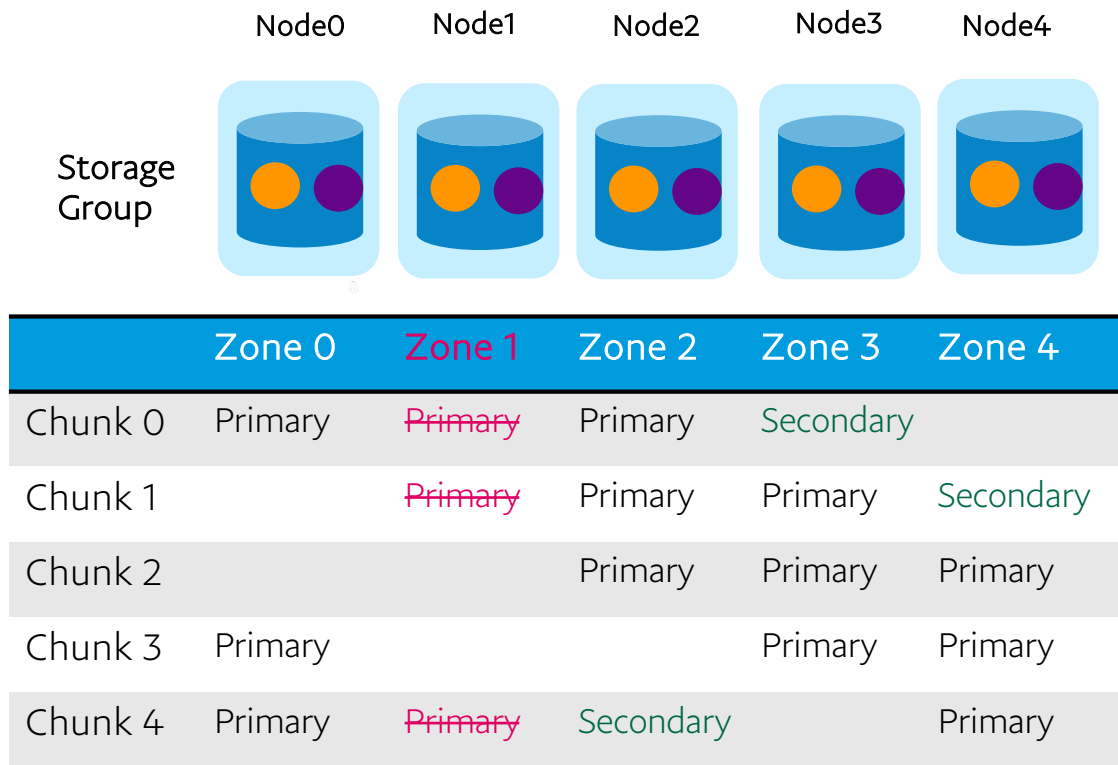 Node0 Node1 Node2 Node3 Node4
Storage
Group
Zone 0 Zone 1 Zone 2 Zone 3 Zone 4
Chunk 0 Primary Primary Primary Secondary
Chunk 1 Primary Primary Primary Secondary
Chunk 2 Primary Primary Primary
Chunk 3 Primary Primary Primary
Chunk 4 Primary Primary Secondary Primary